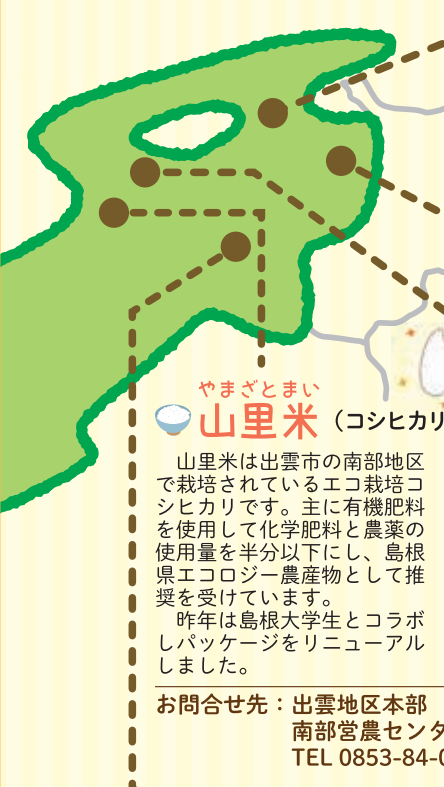 やまざとまい
山里米（コシヒカリ
山里米は出雲市の南部地区
で栽培されているエコ栽培コ
シヒカリです。主に有機肥料
を使用して化学肥料と農薬の
使用量を半分以下にし、島根
県エコロジー農産物として推
奨を受けています。
昨年は島根大学生とコラボ
しパッケージをリニューアル
しました。
お問合せ先：出雲地区本部
南部営農センタ
TEL 0853-84-0